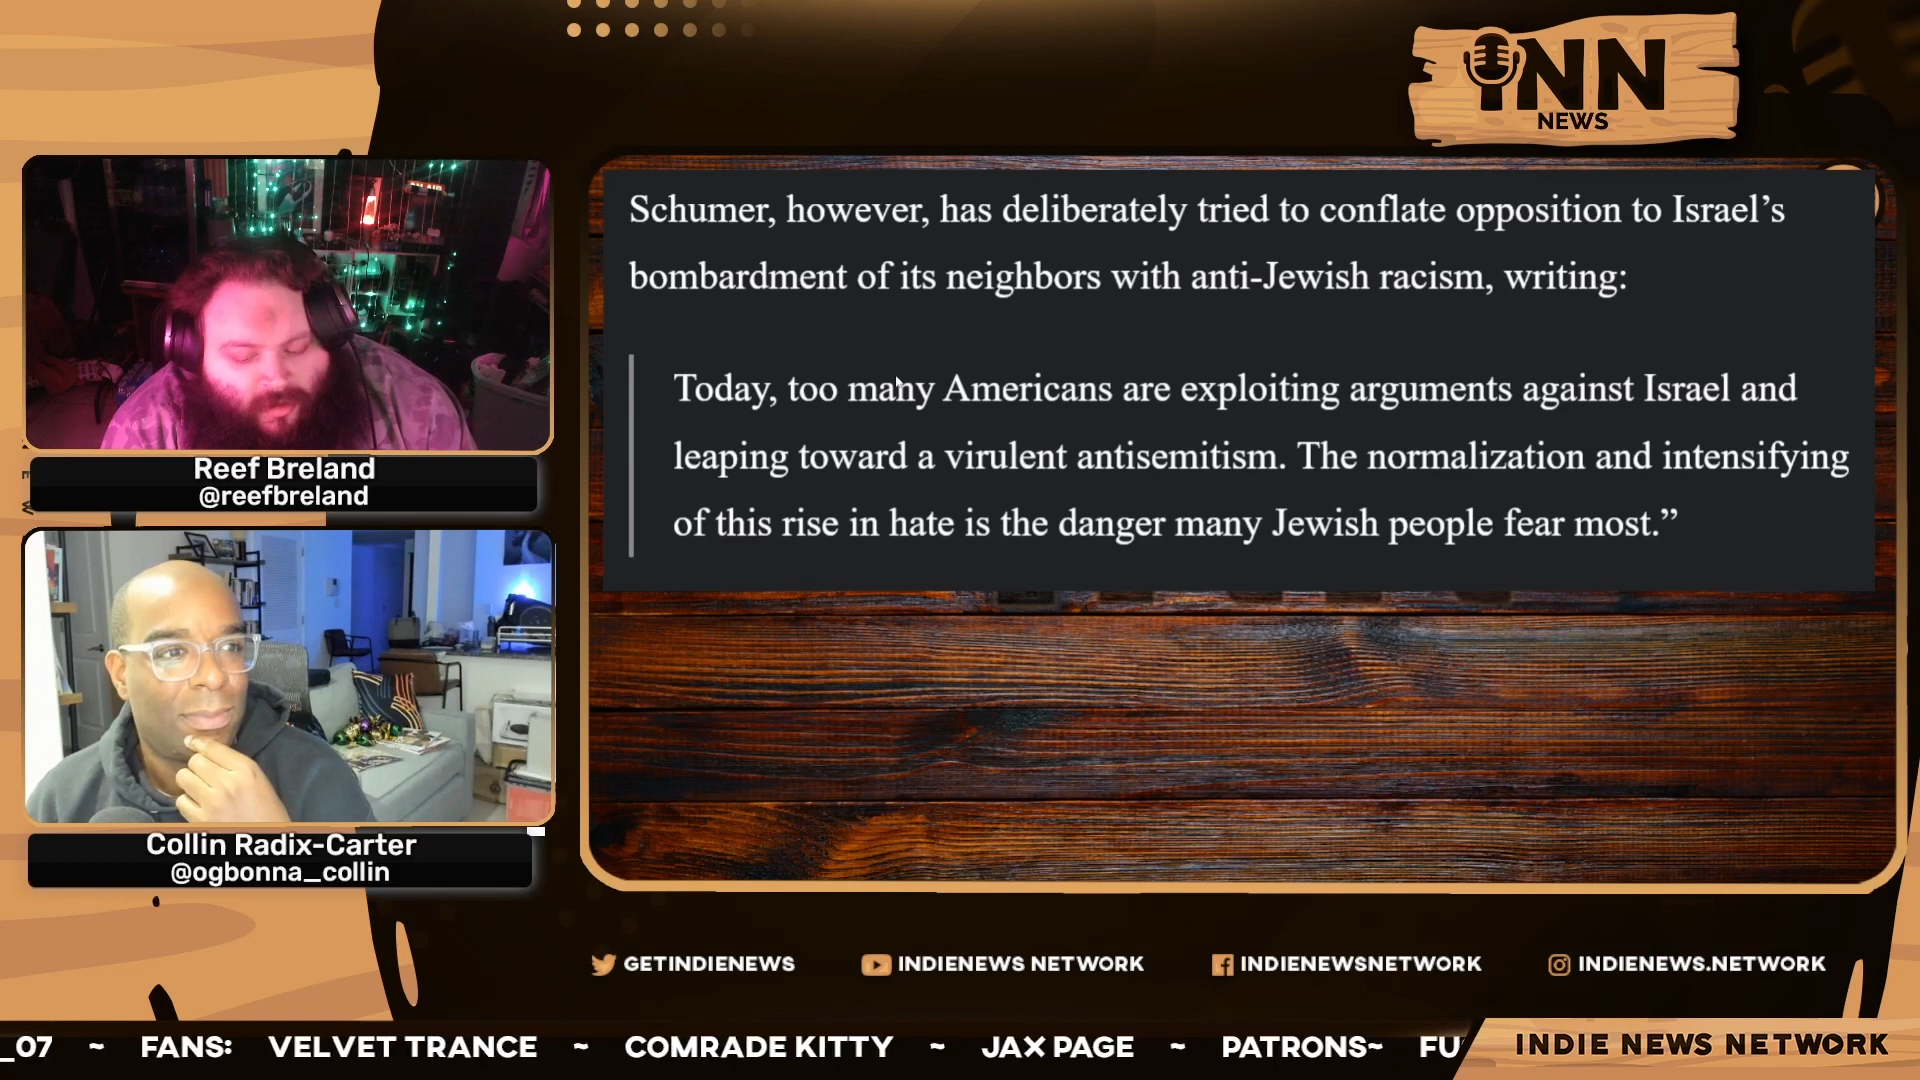 iNN
NEWS
Schumer, however, has deliberately tried to conflate opposition to Israel’s
bombardment of its neighbors with anti-Jewish racism, writing:
Today, too many Americans are exploiting arguments against Israel and
leaping toward a virulent antisemitism. The normalization and intensifying
of this rise in hate is the danger many Jewish people fear most.”
Reef Breland
@reefbreland
Collin Radix-Carter
@ogbonna_collin
GETINDIENEWS
INDIENEWS NETWORK
INDIENEWSNETWORK
INDIENEWS.NETWORK
_07 ~ FANS: VELVET TRANCE ~ COMRADE KITTY ~ JAX PAGE ~ PATRONS~ FU
INDIE NEWS NETWORK